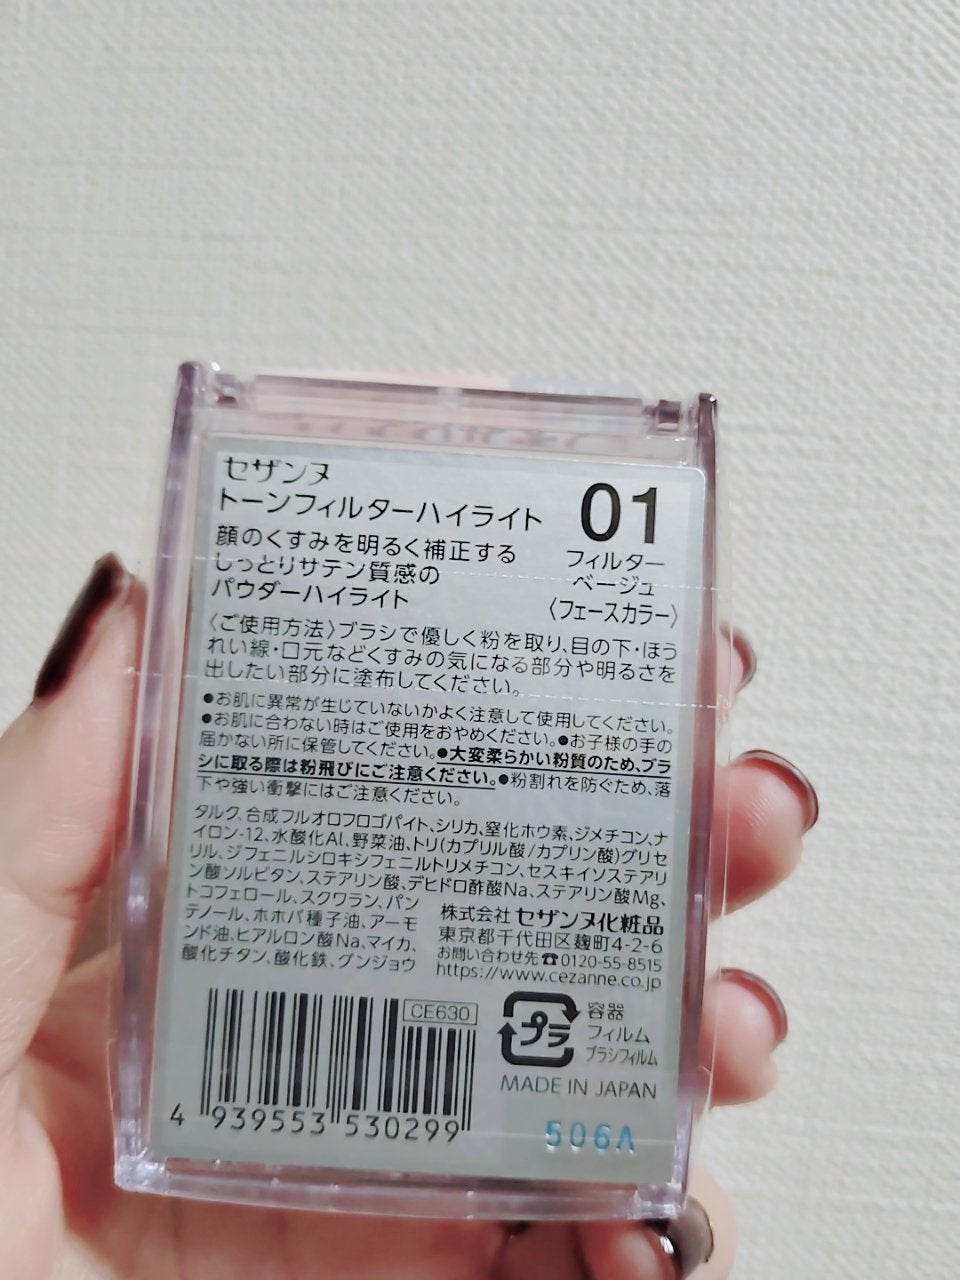 セザンヌ
トーンフィルターハイライト
顔のくすみを明るく補正する
しっとりサテン質感の
パウダーハイライト
01
フィルター
ベージュ
〈フェースカラー〉
〈ご使用方法〉ブラシで優しく粉を取り、目の下・ほう
れい線・口元などくすみの気になる部分や明るさを
出したい部分に塗布してください。
●お肌に異常が生じていないかよく注意して使用してください。
●お肌に合わない時はご使用をおやめください。●お子様の手の
届かない所に保管してください。●大変柔らかい粉質のため、ブラ
シに取る際は粉飛びにご注意ください。●粉割れを防ぐため、落
下や強い衝撃にはご注意ください。
タルク、合成フルオロフロゴパイト、シリカ、窒化ホウ素、ジメチコン、ナ
イロン-12、水酸化Al、野菜油、トリ(カプリル酸/カプリン酸)グリセ
リル、ジフェニルシロキシフェニルトリメチコン、セスキイソステアリ
ン酸ソルビタン、ステアリン酸、デヒドロ酢酸Na、ステアリン酸Mg、
トコフェロール、スクワラン、パン
テノール、ホホバ種子油、アーモ
ンド油、ヒアルロン酸Na、マイカ、
酸化チタン、酸化鉄、グンジョウ
株式会社 セザンヌ化粧品
東京都千代田区麹町4-2-6
お問い合わせ先☎0120-55-8515
https://www.cezanne.co.jp
CE630
4 939553 530299
プラ
容器
フィルム
ブラシフィルム
MADE IN JAPAN
506A